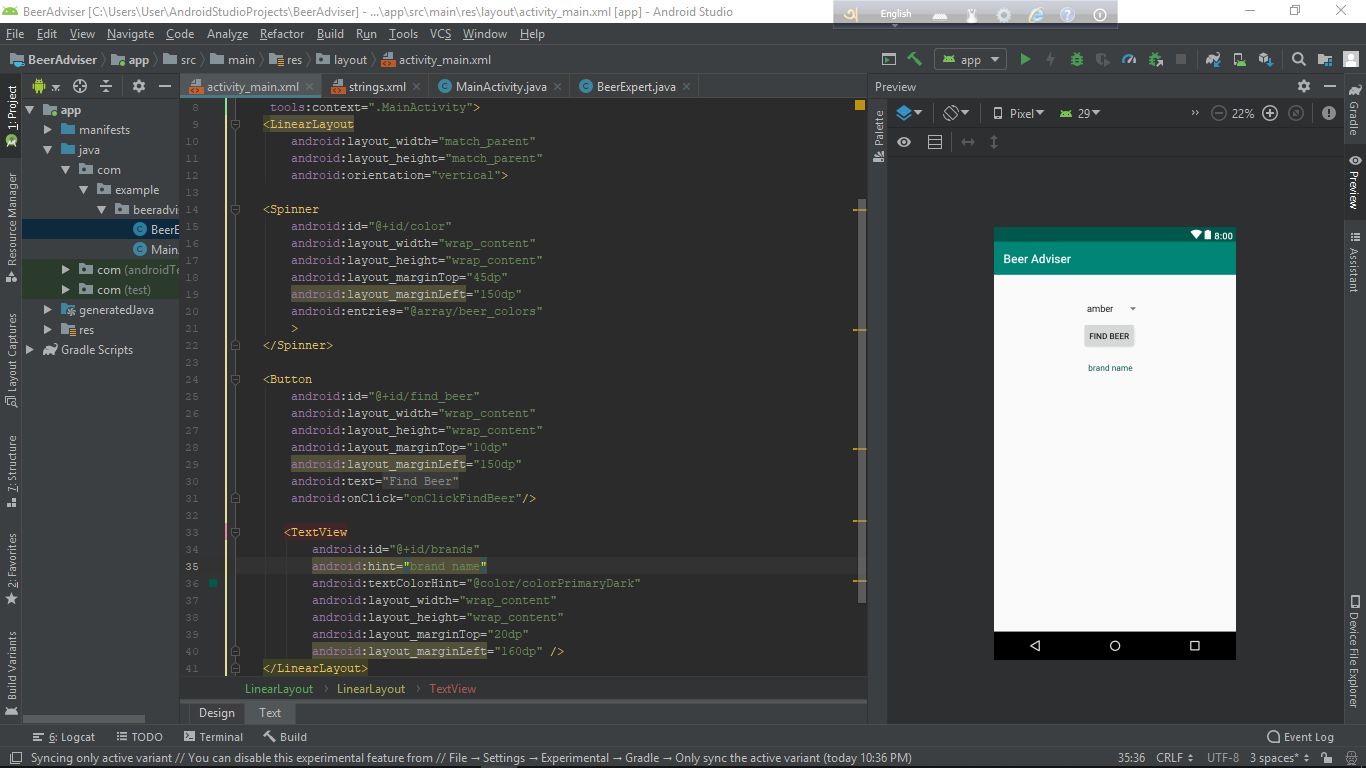 BeerAdviser [C:\Users\User\AndroidStudioProjects\BeerAdviser] - ...\app\src\main\res\layout\activity_main.xml [app] - Android Studio
English
File Edit View Navigate Code Analyze Refactor Build Run Tools VCS Window Help
BeerAdviser app src main res layout activity_main.xml
app
activity_main.xml strings.xml MainActivity.java BeerExpert.java
Preview
1: Project
Resource Manager
Layout Captures
7: Structure
2: Favorites
Build Variants
app
manifests
java
com
example
beeradvi
BeerE
Main
com (androidTe
com (test)
generatedJava
res
Gradle Scripts
8 tools:context=".MainActivity">
9 <LinearLayout
10 android:layout_width="match_parent"
11 android:layout_height="match_parent"
12 android:orientation="vertical">
13
14 <Spinner
15 android:id="@+id/color"
16 android:layout_width="wrap_content"
17 android:layout_height="wrap_content"
18 android:layout_marginTop="45dp"
19 android:layout_marginLeft="150dp"
20 android:entries="@array/beer_colors"
21 >
22 </Spinner>
23
24 <Button
25 android:id="@+id/find_beer"
26 android:layout_width="wrap_content"
27 android:layout_height="wrap_content"
28 android:layout_marginTop="10dp"
29 android:layout_marginLeft="150dp"
30 android:text="Find Beer"
31 android:onClick="onClickFindBeer"/>
32
33 <TextView
34 android:id="@+id/brands"
35 android:hint="brand name"
36 android:textColorHint="@color/colorPrimaryDark"
37 android:layout_width="wrap_content"
38 android:layout_height="wrap_content"
39 android:layout_marginTop="20dp"
40 android:layout_marginLeft="160dp" />
41 </LinearLayout>
LinearLayout LinearLayout TextView
Design Text
Palette
Pixel 29 » 22%
8:00
Beer Adviser
amber
FIND BEER
brand name
Gradle
Preview
Assistant
Device File Explorer
6: Logcat TODO Terminal Build Event Log
Syncing only active variant // You can disable this experimental feature from // File → Settings → Experimental → Gradle → Only sync the active variant (today 10:36 PM) 35:36 CRLF UTF-8 3 spaces*